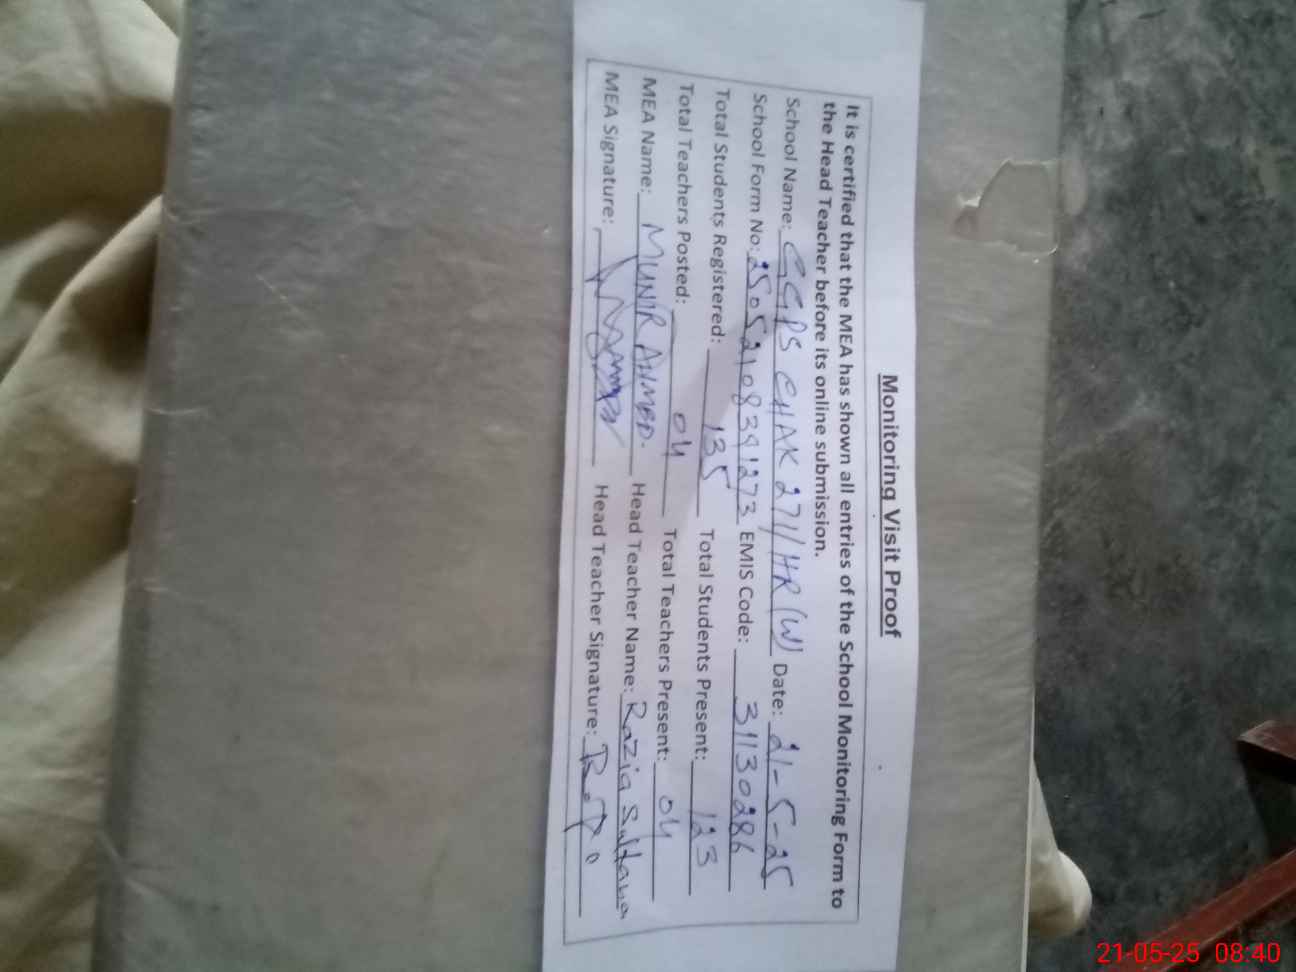 Monitoring Visit Proof
It is certified that the MEA has shown all entries of the School Monitoring Form to
the Head Teacher before its online submission.
School Name: GGPS CHAK 271/HR (W) Date: 21-5-25
School Form No: 25052108391273 EMIS Code: 31130286
Total Students Registered: 135 Total Students Present: 123
Total Teachers Posted: 04 Total Teachers Present: 04
MEA Name: MUNIR AHMED. Head Teacher Name: Razia Sultana
MEA Signature: Head Teacher Signature:
21-05-25 08:40